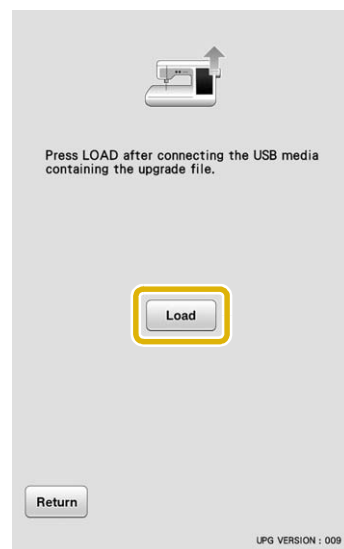 Press LOAD after connecting the USB media
containing the upgrade file.
Load
Return
UPG VERSION : 009